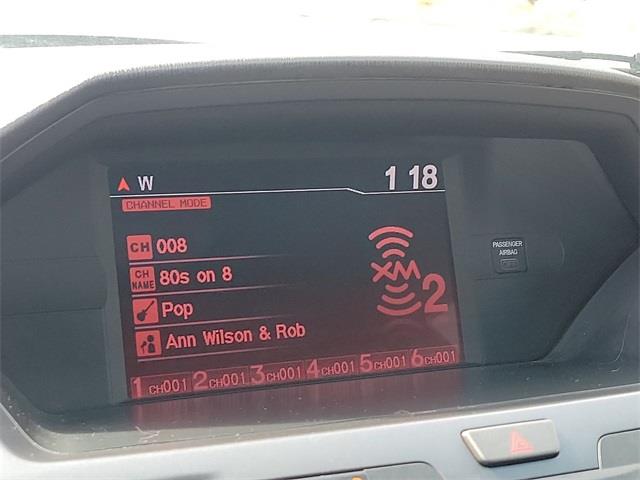 W 1 18
CHANNEL MODE
CH 008
CH NAME 80s on 8
Pop
Ann Wilson & Rob
XM 2
1 CH001 2 CH001 3 CH001 4 CH001 5 CH001 6 CH001
PASSENGER
AIRBAG
OFF